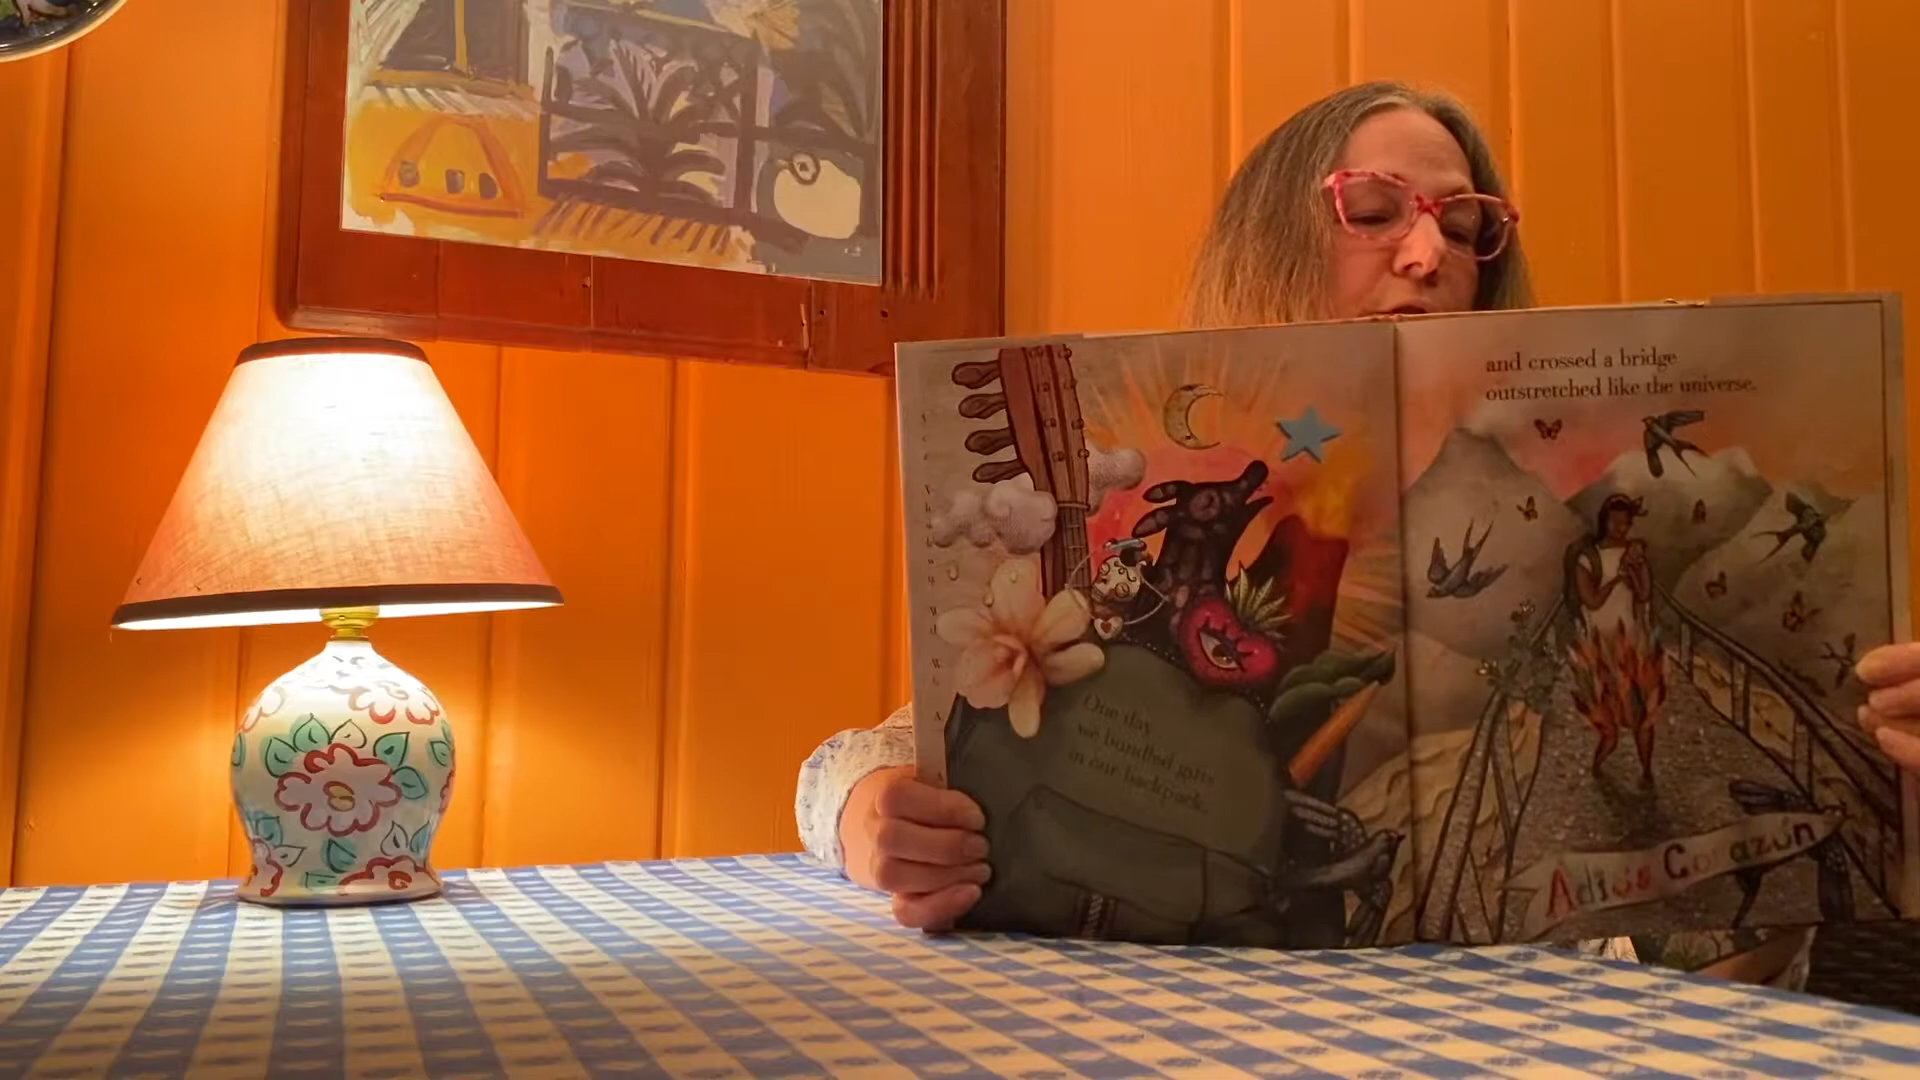 One day
we bundled gifts
in our backpack,
and crossed a bridge
outstretched like the universe.
Adiós Corazón